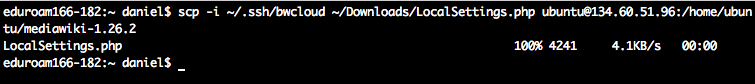 eduroam166-182:~ daniel$ scp -i ~/.ssh/bwcloud ~/Downloads/LocalSettings.php ubuntu@134.60.51.96:/home/ubun
tu/mediawiki-1.26.2
LocalSettings.php 100% 4241 4.1KB/s 00:00
eduroam166-182:~ daniel$ _